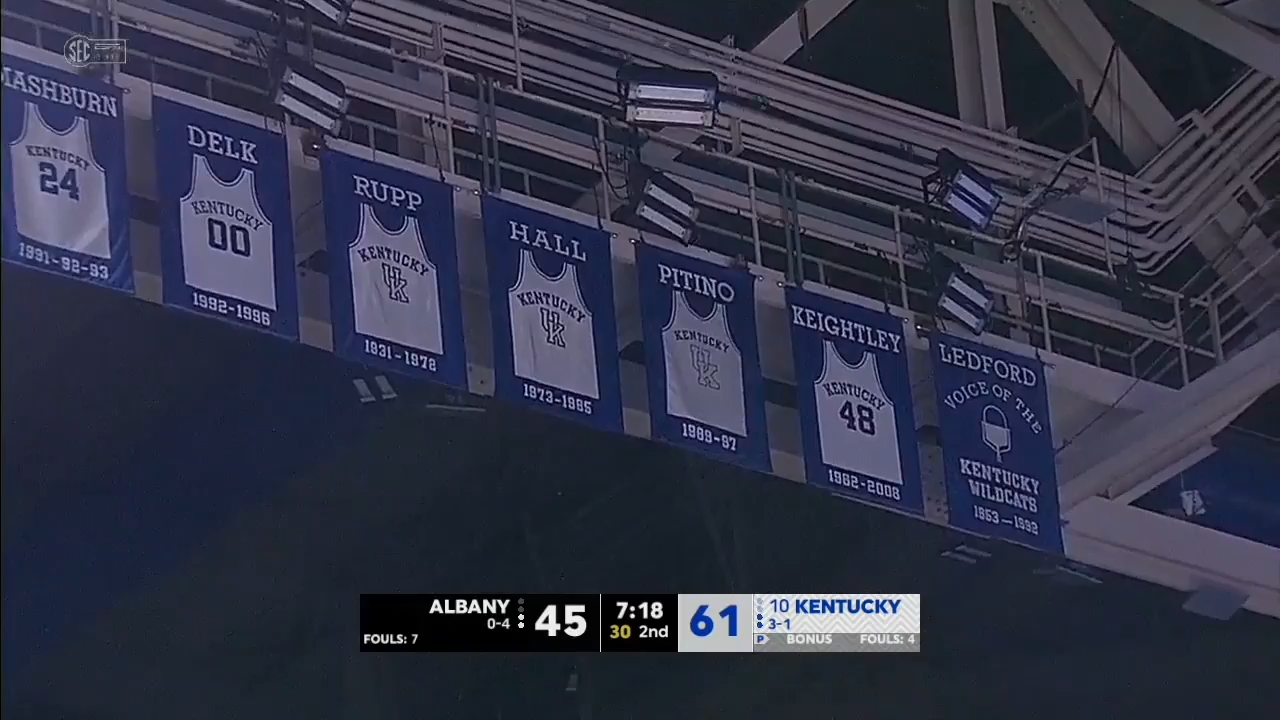 SEC
MASHBURN
KENTUCKY
24
1991-92-93
DELK
KENTUCKY
00
1992-1996
RUPP
KENTUCKY
UK
1931-1972
HALL
KENTUCKY
UK
1973-1985
PITINO
KENTUCKY
UK
1989-97
KEIGHTLEY
KENTUCKY
48
1962-2008
LEDFORD
VOICE OF THE
KENTUCKY
WILDCATS
1953-1992
ALBANY
0-4
FOULS: 7
45
7:18
30 2nd
61
10 KENTUCKY
3-1
P BONUS FOULS: 4